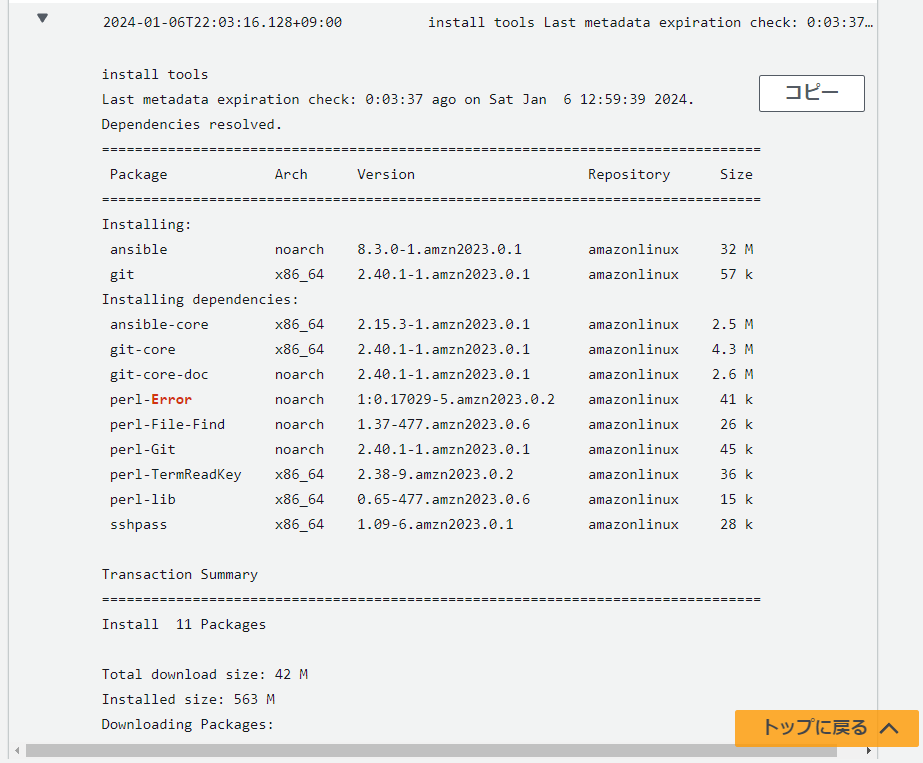 2024-01-06T22:03:16.128+09:00 install tools Last metadata expiration check: 0:03:37…
install tools
Last metadata expiration check: 0:03:37 ago on Sat Jan  6 12:59:39 2024.
コピー
Dependencies resolved.
================================================================================
Package Arch Version Repository Size
================================================================================
Installing:
ansible noarch 8.3.0-1.amzn2023.0.1 amazonlinux 32 M
git x86_64 2.40.1-1.amzn2023.0.1 amazonlinux 57 k
Installing dependencies:
ansible-core x86_64 2.15.3-1.amzn2023.0.1 amazonlinux 2.5 M
git-core x86_64 2.40.1-1.amzn2023.0.1 amazonlinux 4.3 M
git-core-doc noarch 2.40.1-1.amzn2023.0.1 amazonlinux 2.6 M
perl-Error noarch 1:0.17029-5.amzn2023.0.2 amazonlinux 41 k
perl-File-Find noarch 1.37-477.amzn2023.0.6 amazonlinux 26 k
perl-Git noarch 2.40.1-1.amzn2023.0.1 amazonlinux 45 k
perl-TermReadKey x86_64 2.38-9.amzn2023.0.2 amazonlinux 36 k
perl-lib x86_64 0.65-477.amzn2023.0.6 amazonlinux 15 k
sshpass x86_64 1.09-6.amzn2023.0.1 amazonlinux 28 k
Transaction Summary
================================================================================
Install  11 Packages
Total download size: 42 M
Installed size: 563 M
Downloading Packages:
トップに戻る